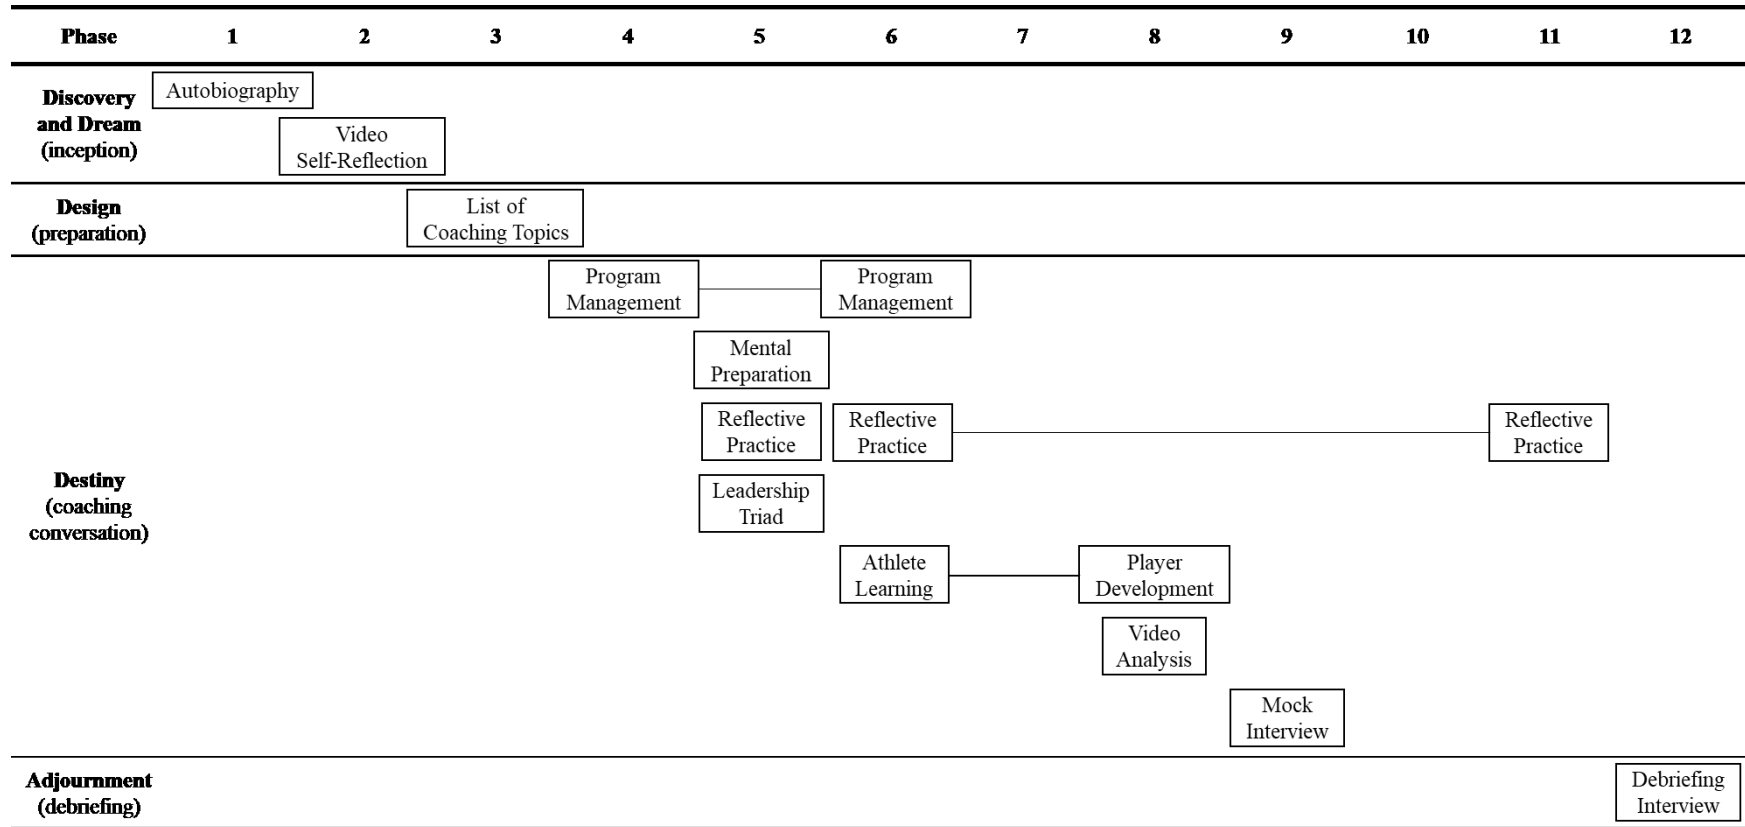 Phase 1 2 3 4 5 6 7 8 9 10 11 12
Discovery
and Dream
(inception)
Autobiography
Video
Self-Reflection
Design
(preparation)
List of
Coaching Topics
Destiny
(coaching
conversation)
Program
Management
Program
Management
Mental
Preparation
Reflective
Practice
Reflective
Practice
Reflective
Practice
Leadership
Triad
Athlete
Learning
Player
Development
Video
Analysis
Mock
Interview
Adjournment
(debriefing)
Debriefing
Interview